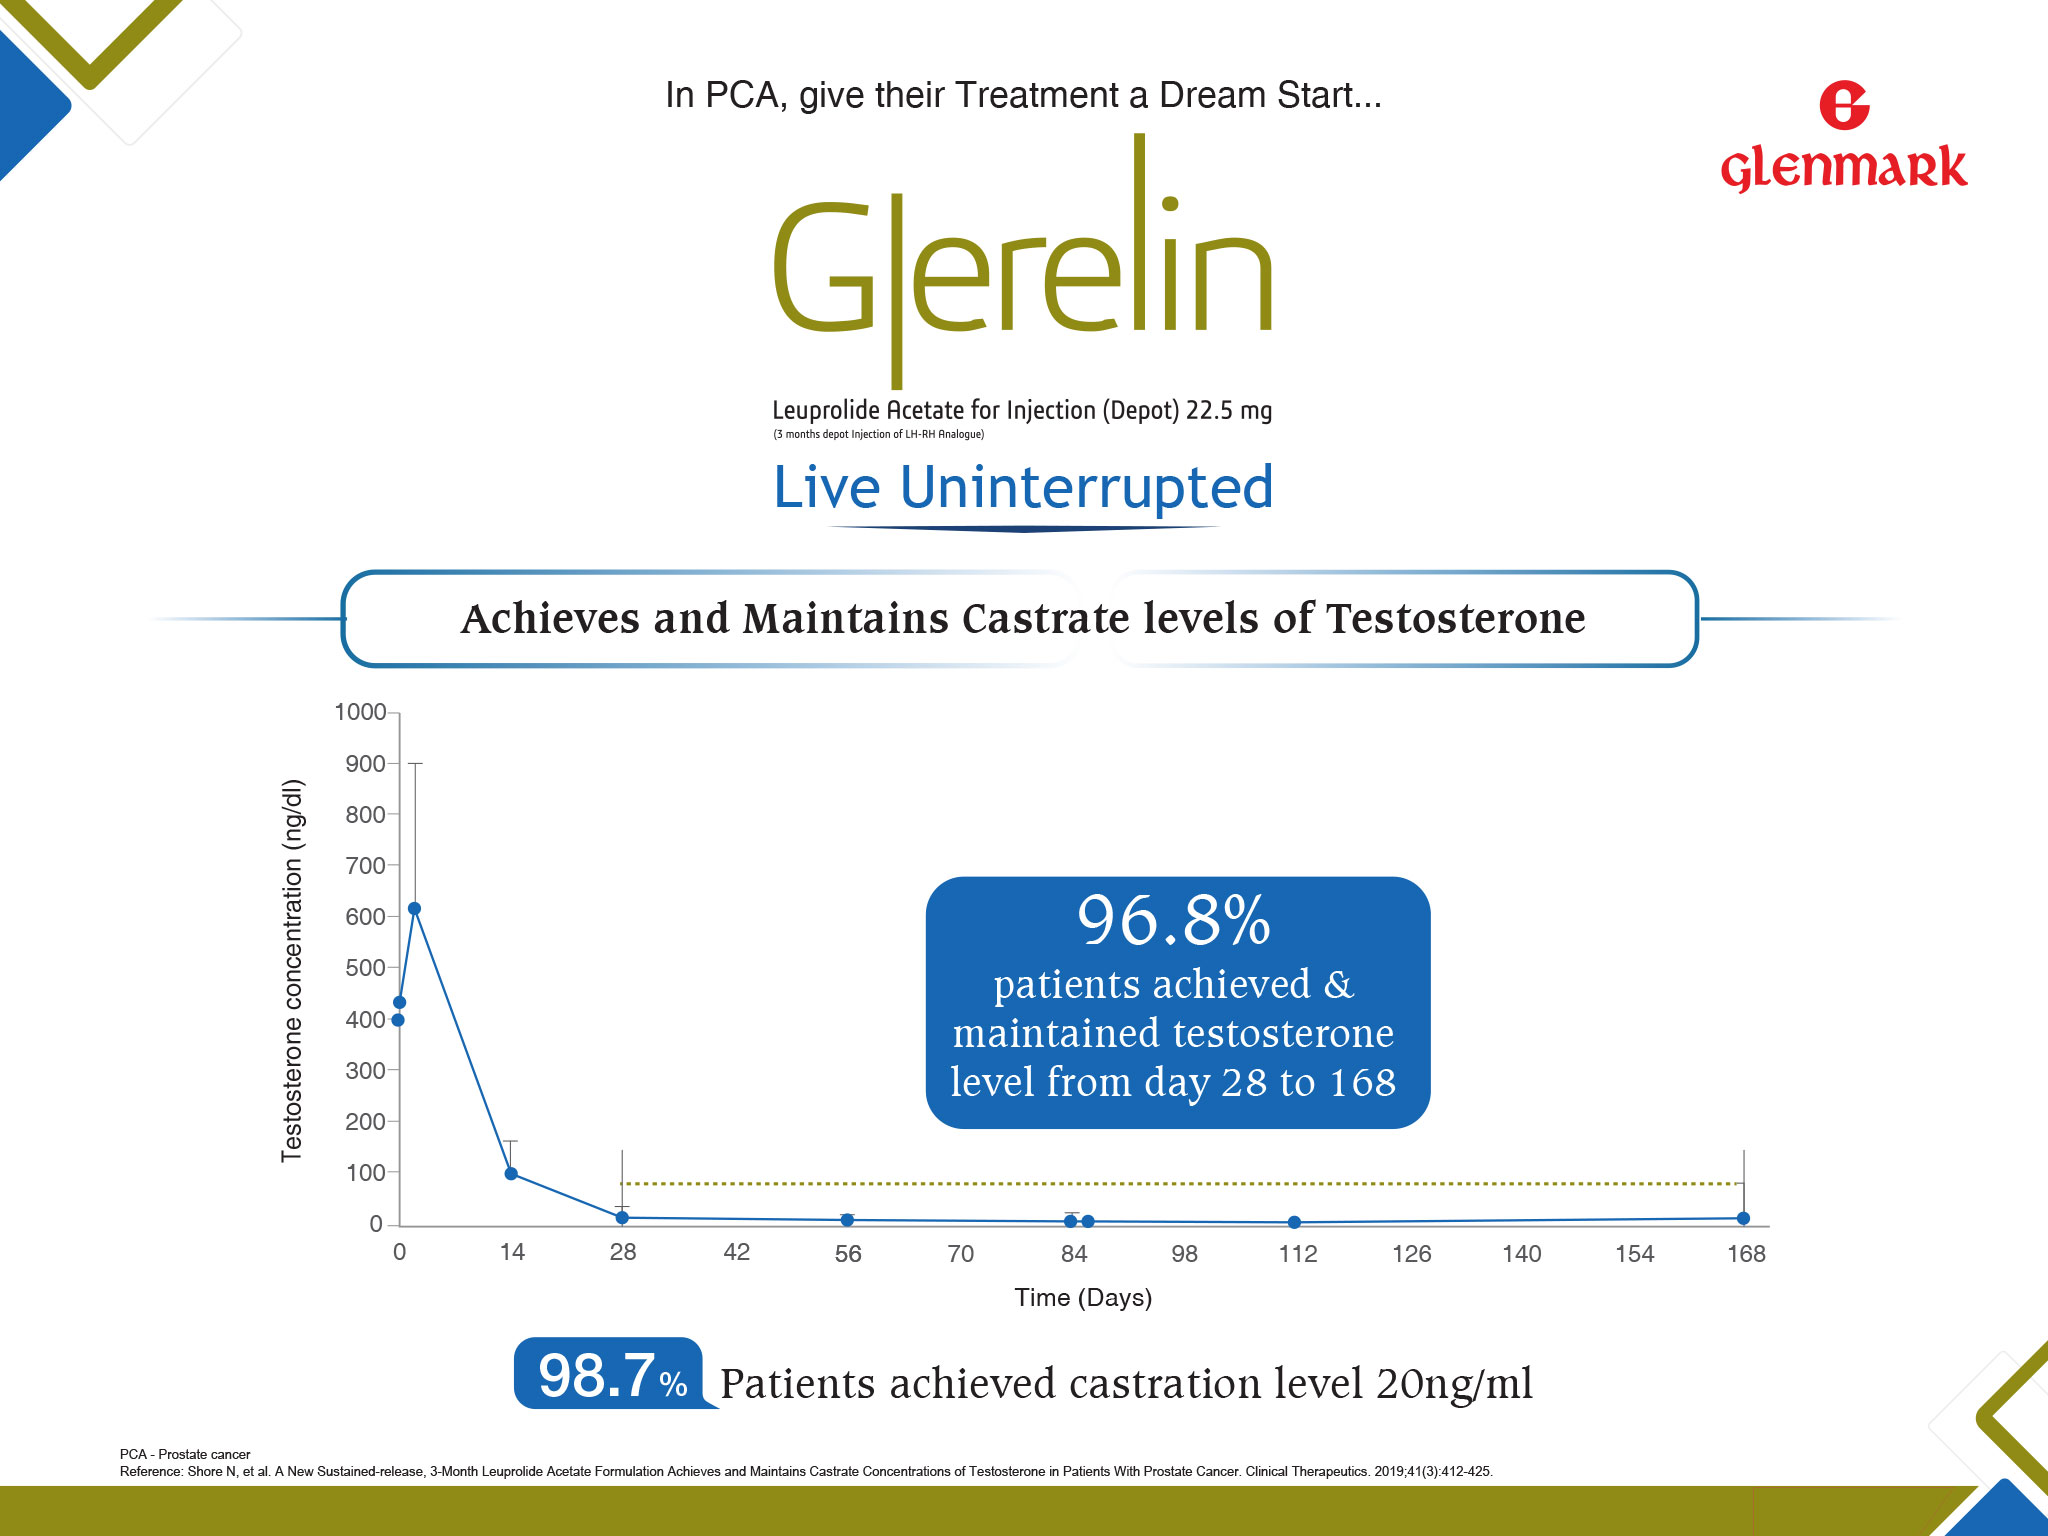 In PCA, give their Treatment a Dream Start...
glenmark
Glerelin
Leuprolide Acetate for Injection (Depot) 22.5 mg
(3 months depot Injection of LH-RH Analogue)
Live Uninterrupted
Achieves and Maintains Castrate levels of Testosterone
Testosterone concentration (ng/dl)
1000
900
800
700
600
500
400
300
200
100
0
96.8%
patients achieved &
maintained testosterone
level from day 28 to 168
0 14 28 42 56 70 84 98 112 126 140 154 168
Time (Days)
98.7% Patients achieved castration level 20ng/ml
PCA - Prostate cancer
Reference: Shore N, et al. A New Sustained-release, 3-Month Leuprolide Acetate Formulation Achieves and Maintains Castrate Concentrations of Testosterone in Patients With Prostate Cancer. Clinical Therapeutics. 2019;41(3):412-425.